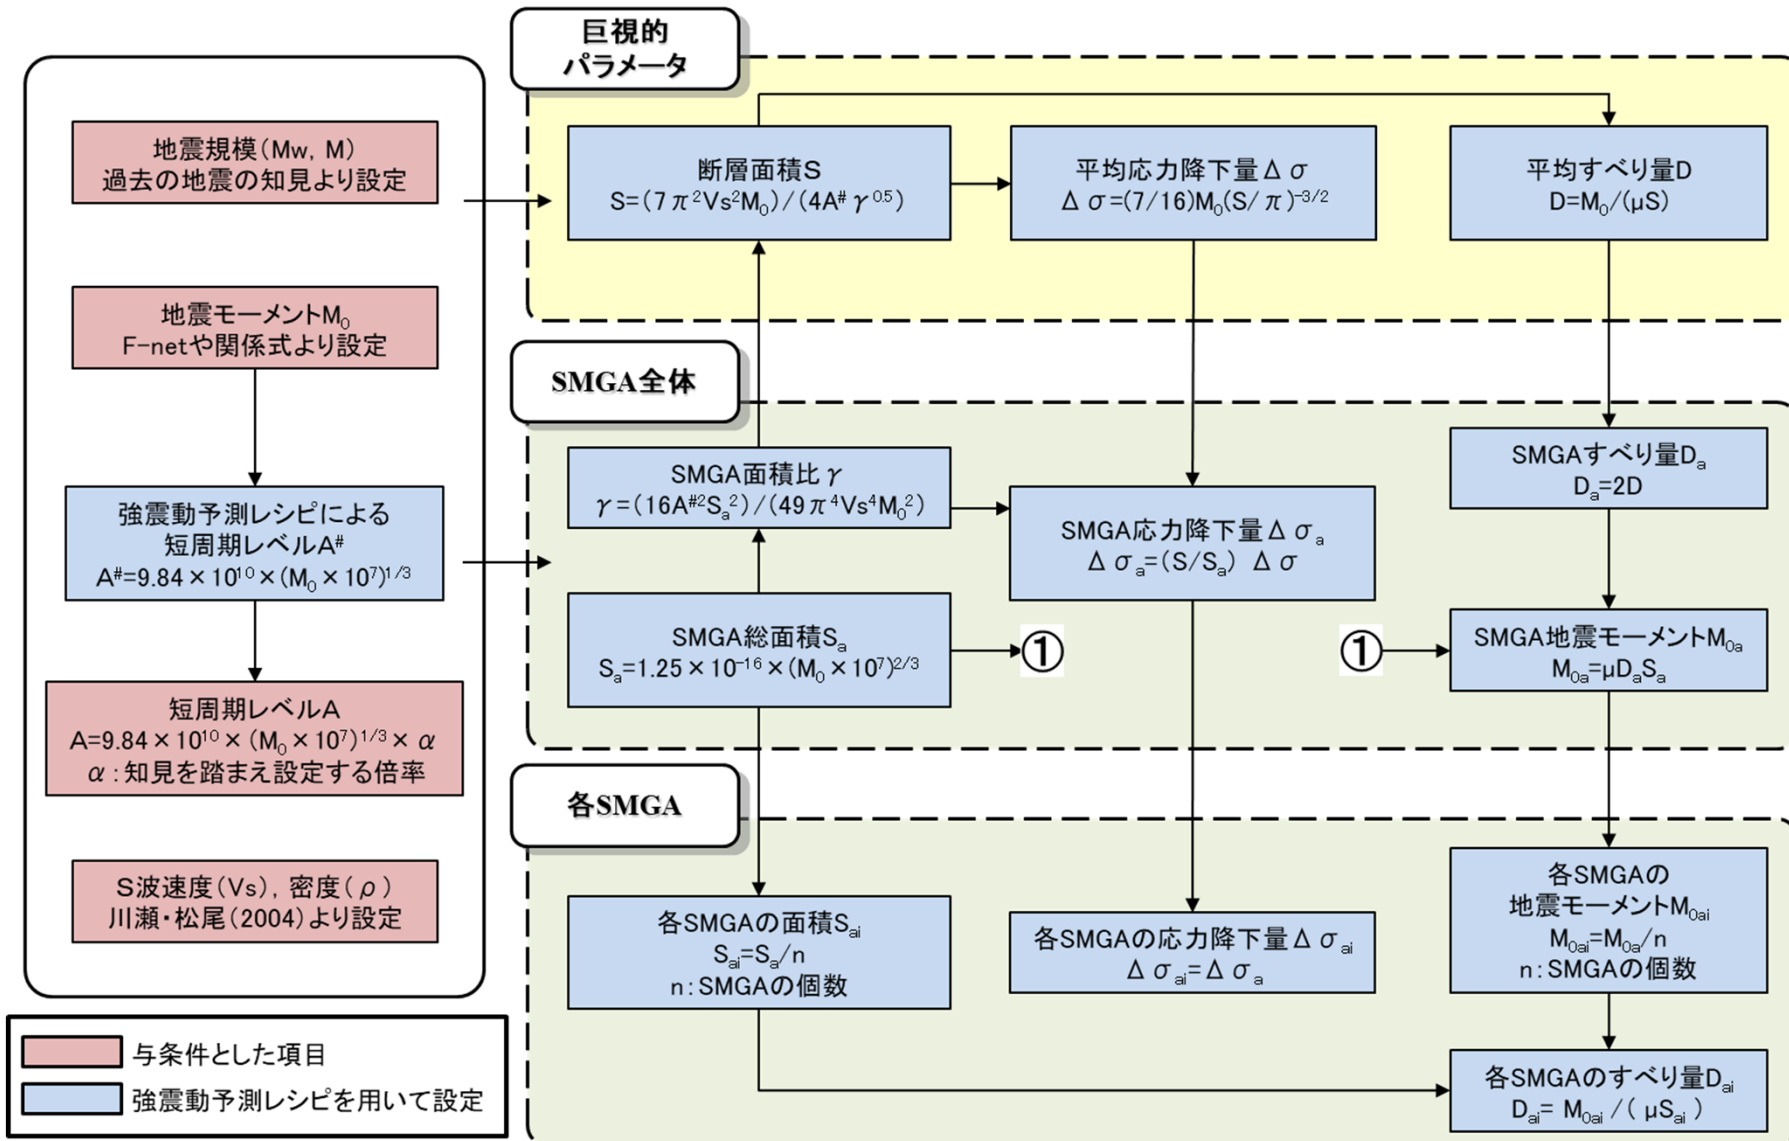 地震規模(Mw, M)
過去の地震の知見より設定
地震モーメントM₀
F-netや関係式より設定
強震動予測レシピによる
短周期レベルA#
A#=9.84×10¹⁰×(M₀×10⁷)¹/³
短周期レベルA
A=9.84×10¹⁰×(M₀×10⁷)¹/³×α
α:知見を踏まえ設定する倍率
S波速度(Vs), 密度(ρ)
川瀬・松尾(2004)より設定
与条件とした項目
強震動予測レシピを用いて設定
巨視的
パラメータ
断層面積S
S=(7π²Vs²M₀)/(4A#γ⁰·⁵)
平均応力降下量Δσ
Δσ=(7/16)M₀(S/π)⁻³/²
平均すべり量D
D=M₀/(μS)
SMGA全体
SMGA面積比γ
γ=(16A#²Sₐ²)/(49π⁴Vs⁴M₀²)
SMGA応力降下量Δσₐ
Δσₐ=(S/Sₐ) Δσ
SMGAすべり量Dₐ
Dₐ=2D
SMGA総面積Sₐ
Sₐ=1.25×10⁻¹⁶×(M₀×10⁷)²/³
①
①
SMGA地震モーメントM₀ₐ
M₀ₐ=μDₐSₐ
各SMGA
各SMGAの面積Sₐᵢ
Sₐᵢ=Sₐ/n
n:SMGAの個数
各SMGAの応力降下量Δσₐᵢ
Δσₐᵢ=Δσₐ
各SMGAの
地震モーメントM₀ₐᵢ
M₀ₐᵢ=M₀ₐ/n
n:SMGAの個数
各SMGAのすべり量Dₐᵢ
Dₐᵢ= M₀ₐᵢ /( μSₐᵢ )